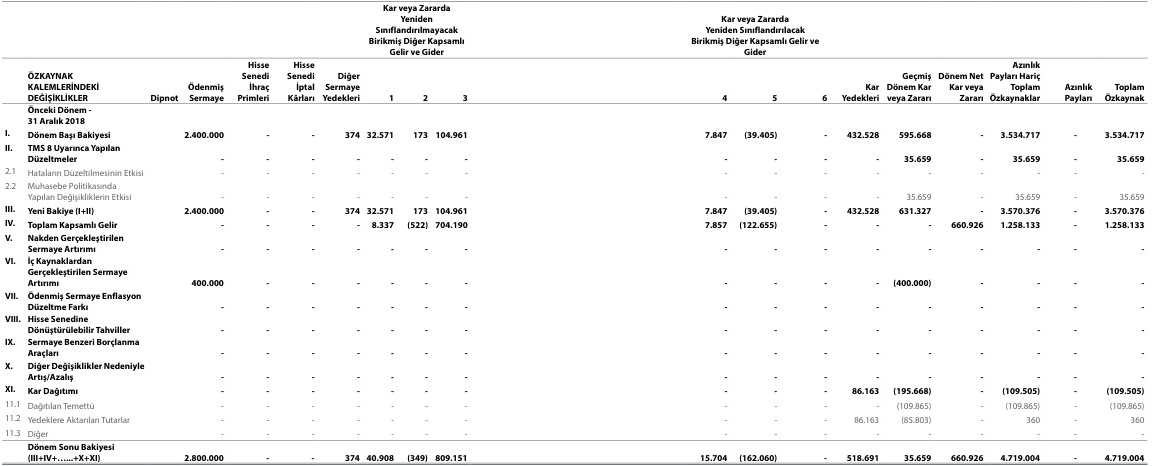 Kar veya Zararda
Yeniden
Sınıflandırılmayacak
Birikmiş Diğer Kapsamlı
Gelir ve Gider
Kar veya Zararda
Yeniden Sınıflandırılacak
Birikmiş Diğer Kapsamlı Gelir ve
Gider
ÖZKAYNAK
KALEMLERİNDEKİ
DEĞİŞİKLİKLER
Dipnot
Ödenmiş
Sermaye
Hisse
Senedi
İhraç
Primleri
Hisse
Senedi
İptal
Kârları
Diğer
Sermaye
Yedekleri
1 2 3 4 5 6
Kar
Yedekleri
Geçmiş
Dönem Kar
veya Zararı
Dönem Net
Kar veya
Zararı
Azınlık
Payları Hariç
Toplam
Özkaynaklar
Azınlık
Payları
Toplam
Özkaynak
Önceki Dönem -
31 Aralık 2018
I. Dönem Başı Bakiyesi 2.400.000 - - 374 32.571 173 104.961 7.847 (39.405) - 432.528 595.668 - 3.534.717 - 3.534.717
II. TMS 8 Uyarınca Yapılan
Düzeltmeler - - - - - - - - - - - 35.659 - 35.659 - 35.659
2.1 Hataların Düzeltilmesinin Etkisi - - - - - - - - - - - - - - - -
2.2 Muhasebe Politikasında
Yapılan Değişikliklerin Etkisi - - - - - - - - - - - 35.659 - 35.659 - 35.659
III. Yeni Bakiye (I+II) 2.400.000 - - 374 32.571 173 104.961 7.847 (39.405) - 432.528 631.327 - 3.570.376 - 3.570.376
IV. Toplam Kapsamlı Gelir - - - - 8.337 (522) 704.190 7.857 (122.655) - - - 660.926 1.258.133 - 1.258.133
V. Nakden Gerçekleştirilen
Sermaye Artırımı - - - - - - - - - - - - - - - -
VI. İç Kaynaklardan
Gerçekleştirilen Sermaye
Artırımı 400.000 - - - - - - - - - - (400.000) - - - -
VII. Ödenmiş Sermaye Enflasyon
Düzeltme Farkı - - - - - - - - - - - - - - - -
VIII. Hisse Senedine
Dönüştürülebilir Tahviller - - - - - - - - - - - - - - - -
IX. Sermaye Benzeri Borçlanma
Araçları - - - - - - - - - - - - - - - -
X. Diğer Değişiklikler Nedeniyle
Artış/Azalış - - - - - - - - - - - - - - - -
XI. Kar Dağıtımı - - - - - - - - - - 86.163 (195.668) - (109.505) - (109.505)
11.1 Dağıtılan Temettü - - - - - - - - - - - (109.865) - (109.865) - (109.865)
11.2 Yedeklere Aktarılan Tutarlar - - - - - - - - - - 86.163 (85.803) - 360 - 360
11.3 Diğer - - - - - - - - - - - - - - - -
Dönem Sonu Bakiyesi
(III+IV+…...+X+XI) 2.800.000 - - 374 40.908 (349) 809.151 15.704 (162.060) - 518.691 35.659 660.926 4.719.004 - 4.719.004